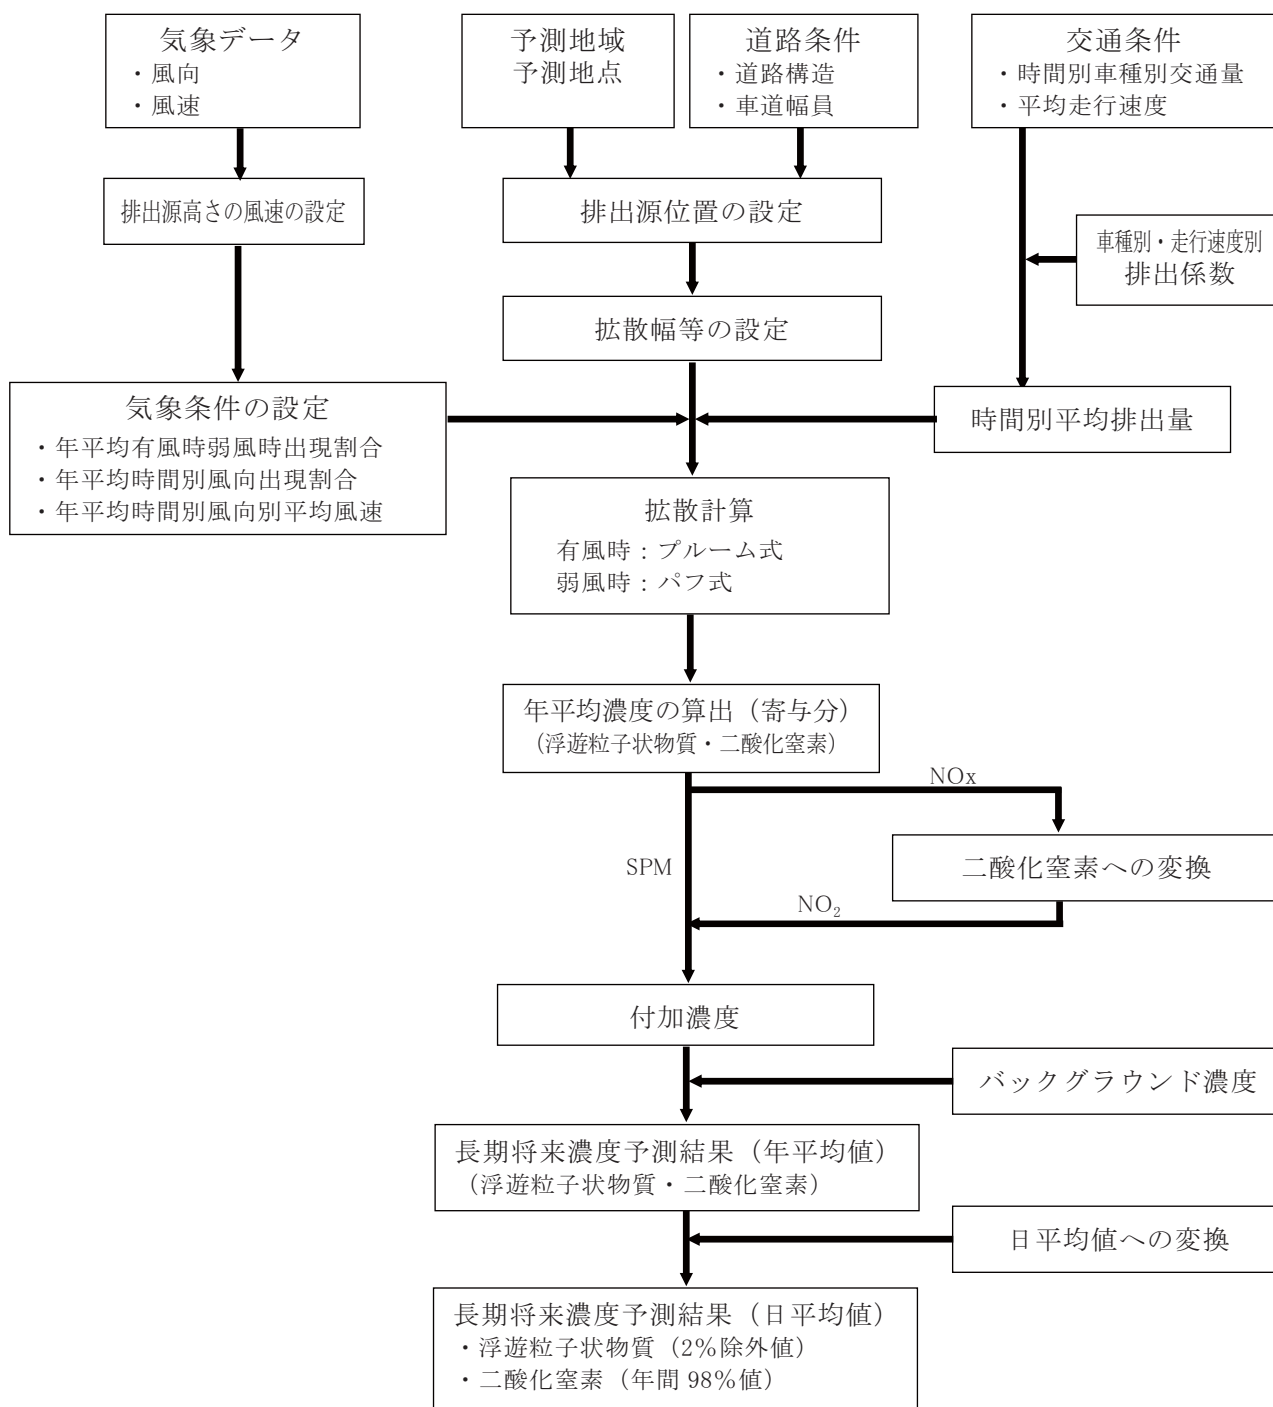 気象データ
・風向
・風速
予測地域
予測地点
道路条件
・道路構造
・車道幅員
交通条件
・時間別車種別交通量
・平均走行速度
排出源高さの風速の設定
排出源位置の設定
車種別・走行速度別
排出係数
拡散幅等の設定
気象条件の設定
・年平均有風時弱風時出現割合
・年平均時間別風向出現割合
・年平均時間別風向別平均風速
時間別平均排出量
拡散計算
有風時：プルーム式
弱風時：パフ式
年平均濃度の算出（寄与分）
（浮遊粒子状物質・二酸化窒素）
NOx
二酸化窒素への変換
SPM
NO₂
付加濃度
バックグラウンド濃度
長期将来濃度予測結果（年平均値）
（浮遊粒子状物質・二酸化窒素）
日平均値への変換
長期将来濃度予測結果（日平均値）
・浮遊粒子状物質（2％除外値）
・二酸化窒素（年間 98％値）